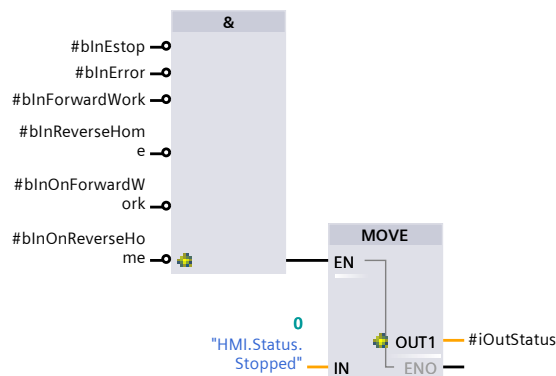 &
#bInEstop
#bInError
#bInForwardWork
#bInReverseHom
e
#bInOnForwardW
ork
#bInOnReverseHo
me
MOVE
EN
0
"HMI.Status.
Stopped"
IN
OUT1
#iOutStatus
ENO